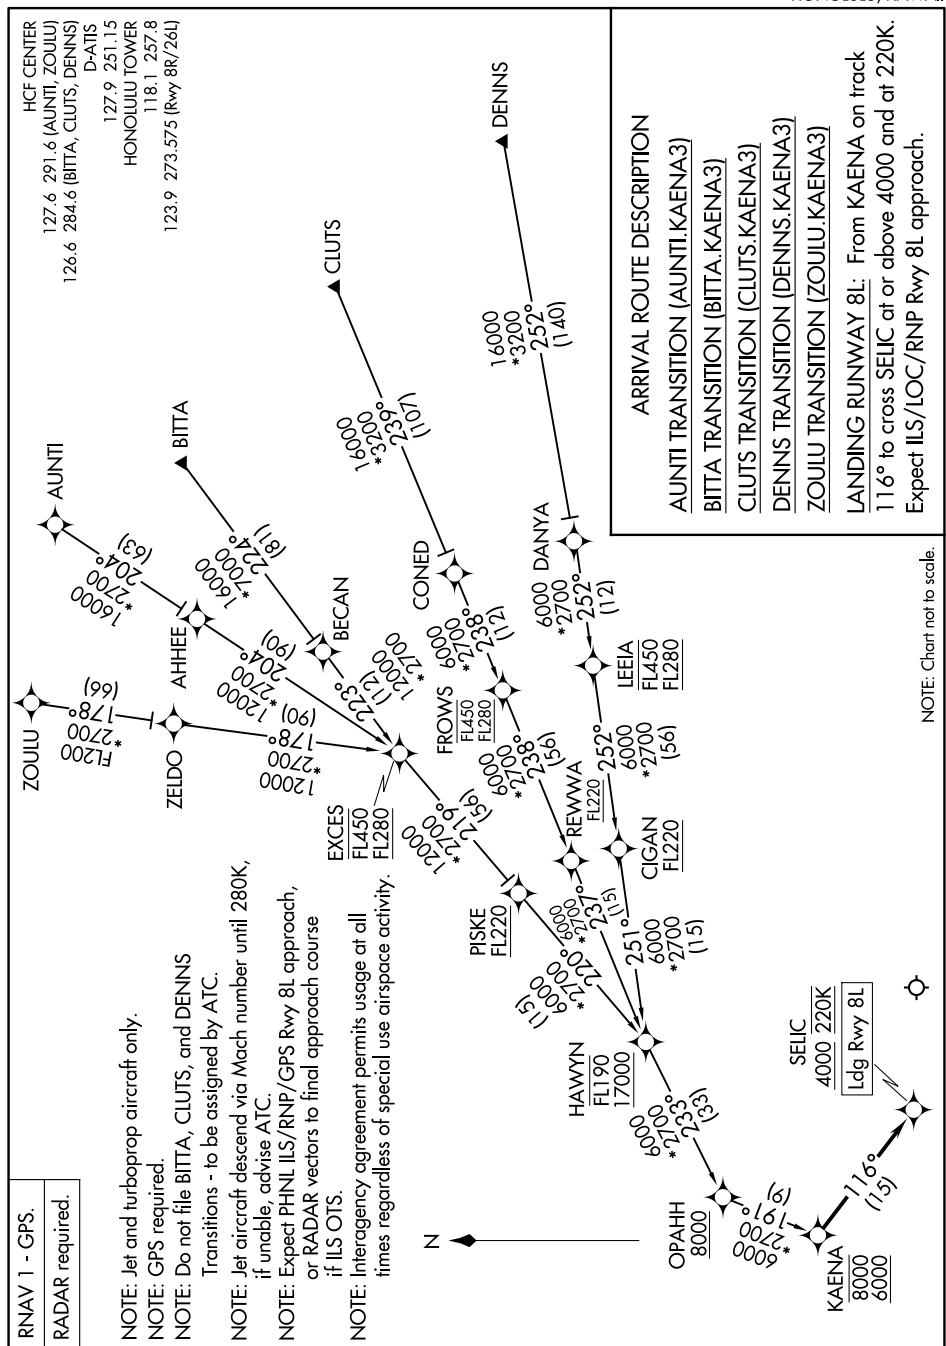 RNAV 1 - GPS.
RADAR required.
NOTE: Jet and turboprop aircraft only.
NOTE: GPS required.
NOTE: Do not file BITTA, CLUTS, and DENNS
Transitions - to be assigned by ATC.
NOTE: Jet aircraft descend via Mach number until 280K,
if unable, advise ATC.
NOTE: Expect PHNL ILS/RNP/GPS Rwy 8L approach,
or RADAR vectors to final approach course
if ILS OTS.
NOTE: Interagency agreement permits usage at all
times regardless of special use airspace activity.
HCF CENTER
127.6 291.6 (AUNTI, ZOULU)
126.6 284.6 (BITTA, CLUTS, DENNS)
D-ATIS
127.9 251.15
HONOLULU TOWER
118.1 257.8
123.9 273.575 (Rwy 8R/26L)
ZOULU
FL200
*2700
178°
(66)
ZELDO
12000
*2700
178°
(90)
AUNTI
16000
*2700
204°
(63)
AHHEE
12000
*2700
204°
(90)
BITTA
16000
*7000
224°
(81)
BECAN
223°
(12)
12000
*2700
EXCES
FL450
FL280
12000
*2700
219°
(56)
PISKE
FL220
(15)
6000
*2700
220°
CLUTS
16000
*3200
239°
(107)
CONED
6000
*2700
238°
(12)
FROWS
FL450
FL280
6000
*2700
238°
(56)
REWWA
FL220
6000
*2700
237°
(15)
DENNS
16000
*3200
252°
(140)
DANYA
6000
*2700
252°
(12)
LEEIA
FL450
FL280
252°
6000
*2700
(56)
CIGAN
FL220
251°
6000
*2700
(15)
HAWYN
FL190
17000
6000
*2700
233°
(33)
OPAHH
8000
6000
*2700
191°
(9)
KAENA
8000
6000
116°
(15)
SELIC
4000 220K
Ldg Rwy 8L
N
ARRIVAL ROUTE DESCRIPTION
AUNTI TRANSITION (AUNTI.KAENA3)
BITTA TRANSITION (BITTA.KAENA3)
CLUTS TRANSITION (CLUTS.KAENA3)
DENNS TRANSITION (DENNS.KAENA3)
ZOULU TRANSITION (ZOULU.KAENA3)
LANDING RUNWAY 8L: From KAENA on track
116° to cross SELIC at or above 4000 and at 220K.
Expect ILS/LOC/RNP Rwy 8L approach.
NOTE: Chart not to scale.